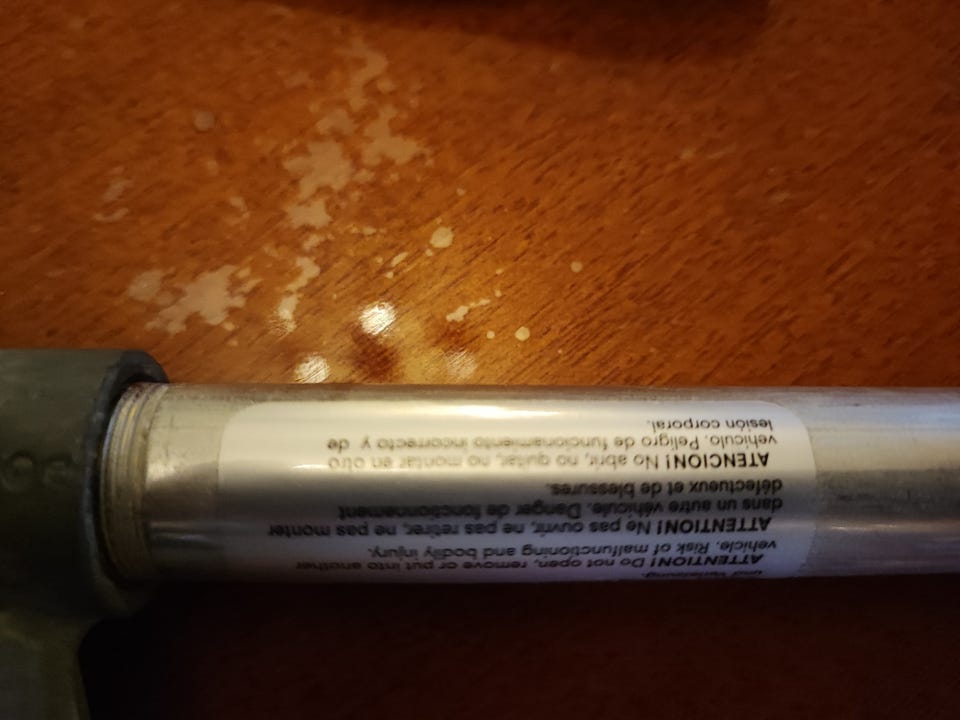 und Verletzung.
ATTENTION! Do not open, remove or put into another
vehicle. Risk of malfunctioning and bodily injury.
ATTENTION! Ne pas ouvrir, ne pas retirer, ne pas monter
dans un autre véhicule. Danger de fonctionnement
défectueux et de blessures.
ATENCION! No abrir, no quitar, no montar en otro
vehiculo. Peligro de funcionamiento incorrecto y de
lesión corporal.